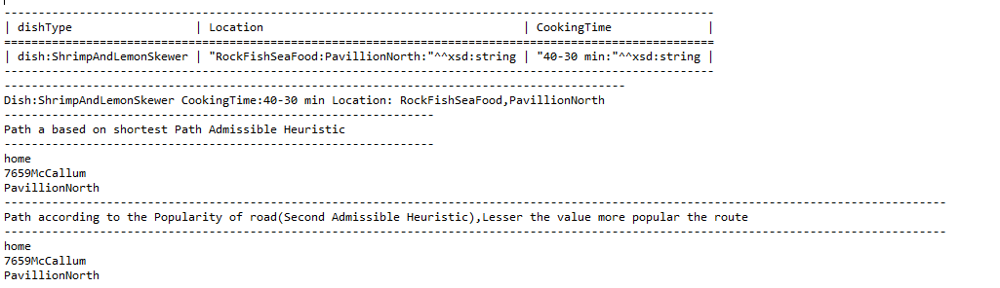 | dishType | Location | CookingTime |
| dish:ShrimpAndLemonSkewer | "RockFishSeaFood:PavillionNorth:"^^xsd:string | "40-30 min:"^^xsd:string |
Dish:ShrimpAndLemonSkewer CookingTime:40-30 min Location: RockFishSeaFood,PavillionNorth
Path a based on shortest Path Admissible Heuristic
home
7659McCallum
PavillionNorth
Path according to the Popularity of road(Second Admissible Heuristic),Lesser the value more popular the route
home
7659McCallum
PavillionNorth